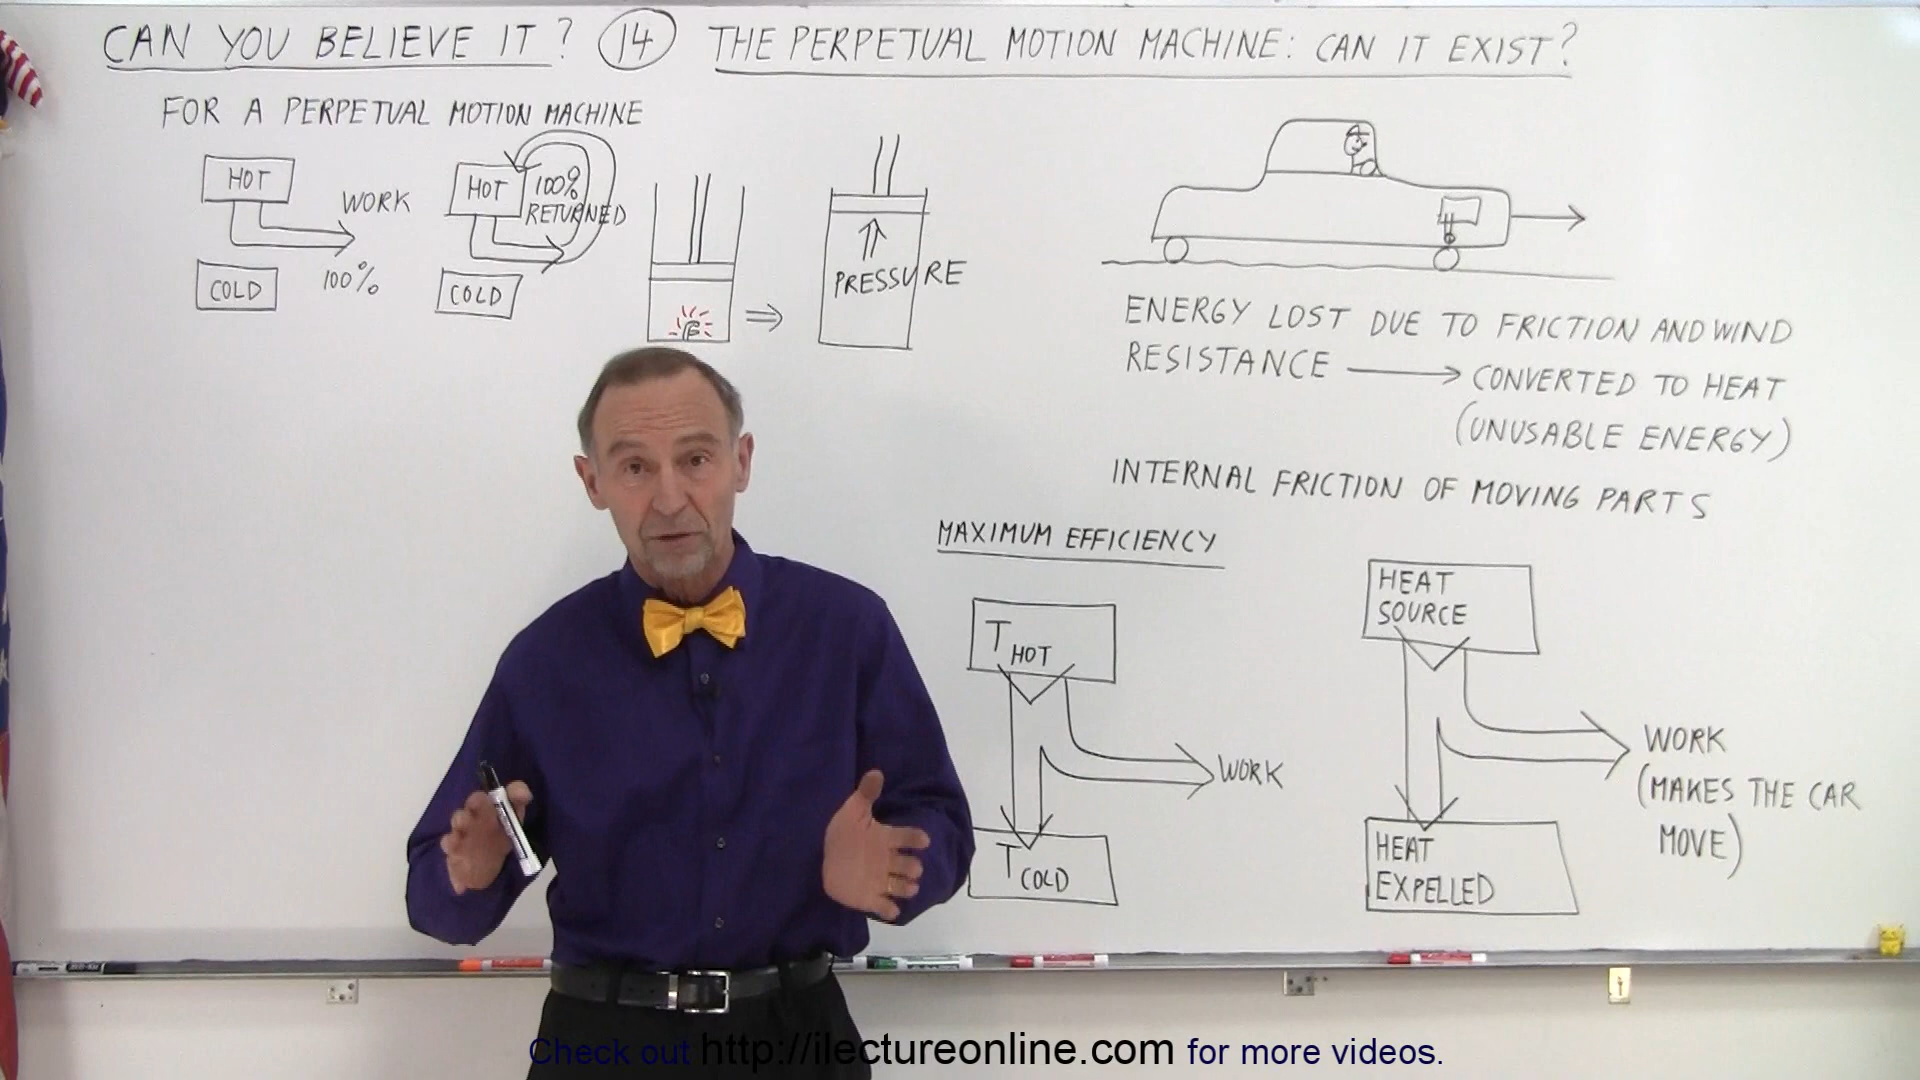 CAN YOU BELIEVE IT? 14 THE PERPETUAL MOTION MACHINE: CAN IT EXIST?
FOR A PERPETUAL MOTION MACHINE
HOT
WORK
100%
COLD
HOT
100%
RETURNED
COLD
PRESSURE
ENERGY LOST DUE TO FRICTION AND WIND
RESISTANCE → CONVERTED TO HEAT
(UNUSABLE ENERGY)
INTERNAL FRICTION OF MOVING PARTS
MAXIMUM EFFICIENCY
T HOT
WORK
T COLD
HEAT
SOURCE
WORK
(MAKES THE CAR
MOVE)
HEAT
EXPELLED
Check out http://ilectureonline.com for more videos.